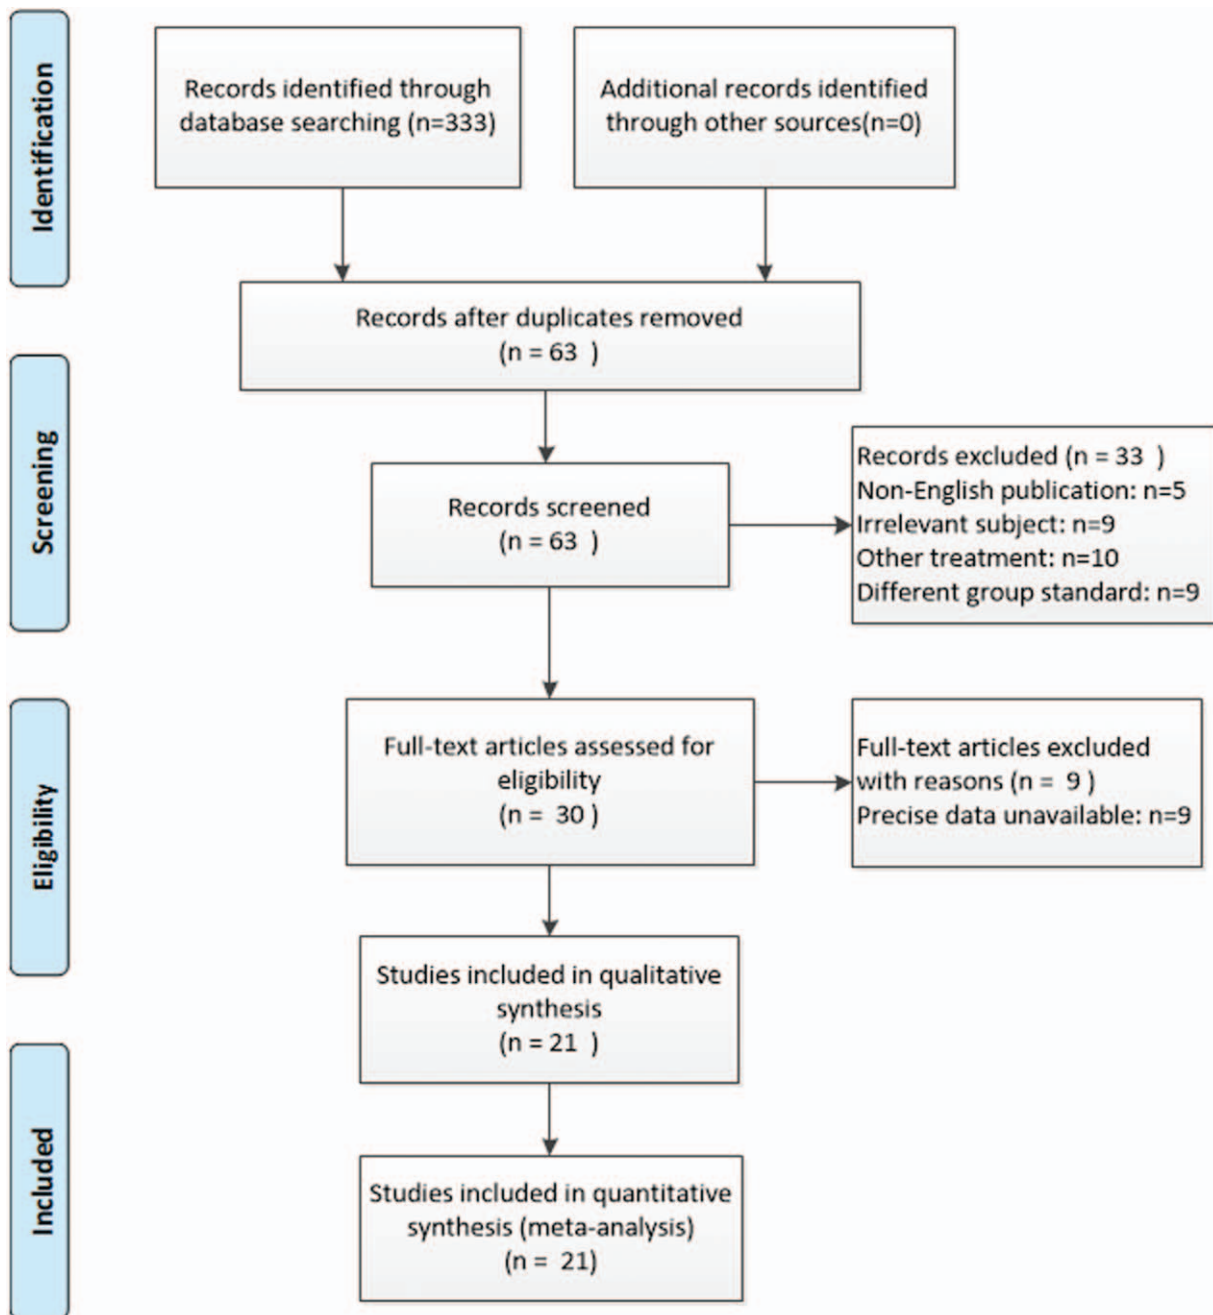 Identification
Records identified through
database searching (n=333)
Additional records identified
through other sources(n=0)
Records after duplicates removed
(n = 63 )
Screening
Records screened
(n = 63 )
Records excluded (n = 33 )
Non-English publication: n=5
Irrelevant subject: n=9
Other treatment: n=10
Different group standard: n=9
Eligibility
Full-text articles assessed for
eligibility
(n = 30 )
Full-text articles excluded
with reasons (n = 9 )
Precise data unavailable: n=9
Studies included in qualitative
synthesis
(n = 21 )
Included
Studies included in quantitative
synthesis (meta-analysis)
(n = 21)